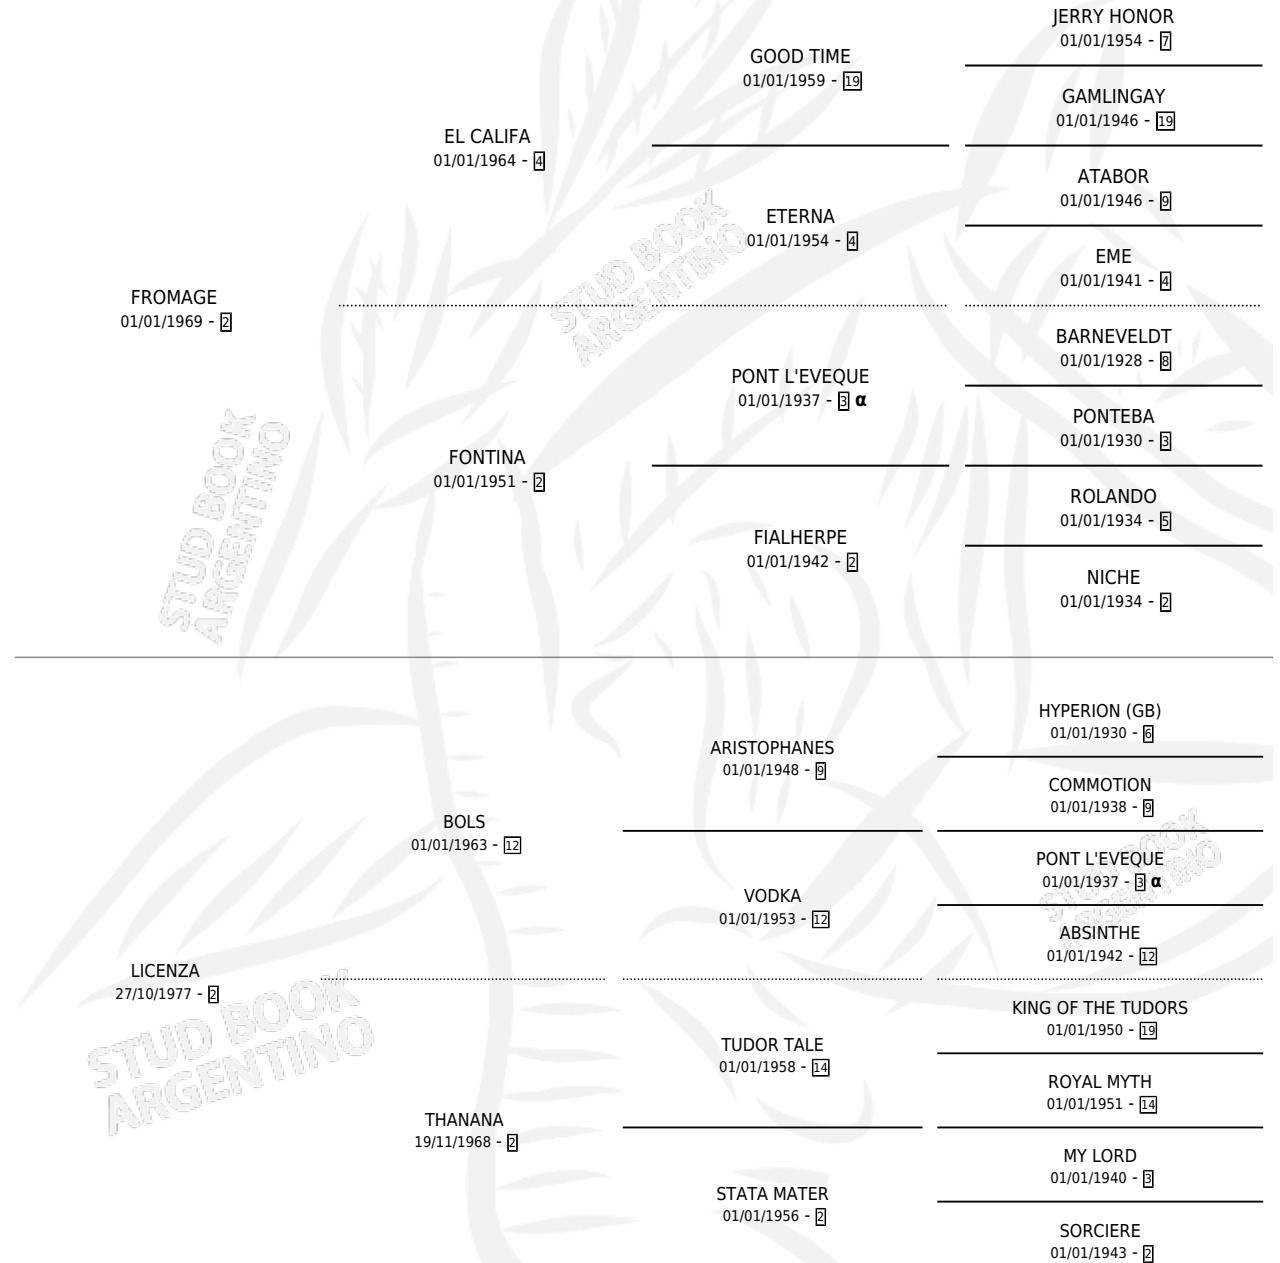 JERRY HONOR
01/01/1954 - 7
GOOD TIME
01/01/1959 - 19
GAMLINGAY
01/01/1946 - 19
EL CALIFA
01/01/1964 - 4
ATABOR
01/01/1946 - 9
ETERNA
01/01/1954 - 4
EME
01/01/1941 - 4
FROMAGE
01/01/1969 - 2
BARNEVELDT
01/01/1928 - 8
PONT L'EVEQUE
01/01/1937 - 3 α
PONTEBA
01/01/1930 - 3
FONTINA
01/01/1951 - 2
ROLANDO
01/01/1934 - 5
FIALHERPE
01/01/1942 - 2
NICHE
01/01/1934 - 2
STUD BOOK
ARGENTINO
STUD BOOK
ARGENTINO
HYPERION (GB)
01/01/1930 - 6
ARISTOPHANES
01/01/1948 - 9
COMMOTION
01/01/1938 - 9
BOLS
01/01/1963 - 12
PONT L'EVEQUE
01/01/1937 - 3 α
VODKA
01/01/1953 - 12
ABSINTHE
01/01/1942 - 12
LICENZA
27/10/1977 - 2
KING OF THE TUDORS
01/01/1950 - 19
TUDOR TALE
01/01/1958 - 14
ROYAL MYTH
01/01/1951 - 14
THANANA
19/11/1968 - 2
MY LORD
01/01/1940 - 3
STATA MATER
01/01/1956 - 2
SORCIERE
01/01/1943 - 2
STUD BOOK
ARGENTINO
STUD BOOK
ARGENTINO